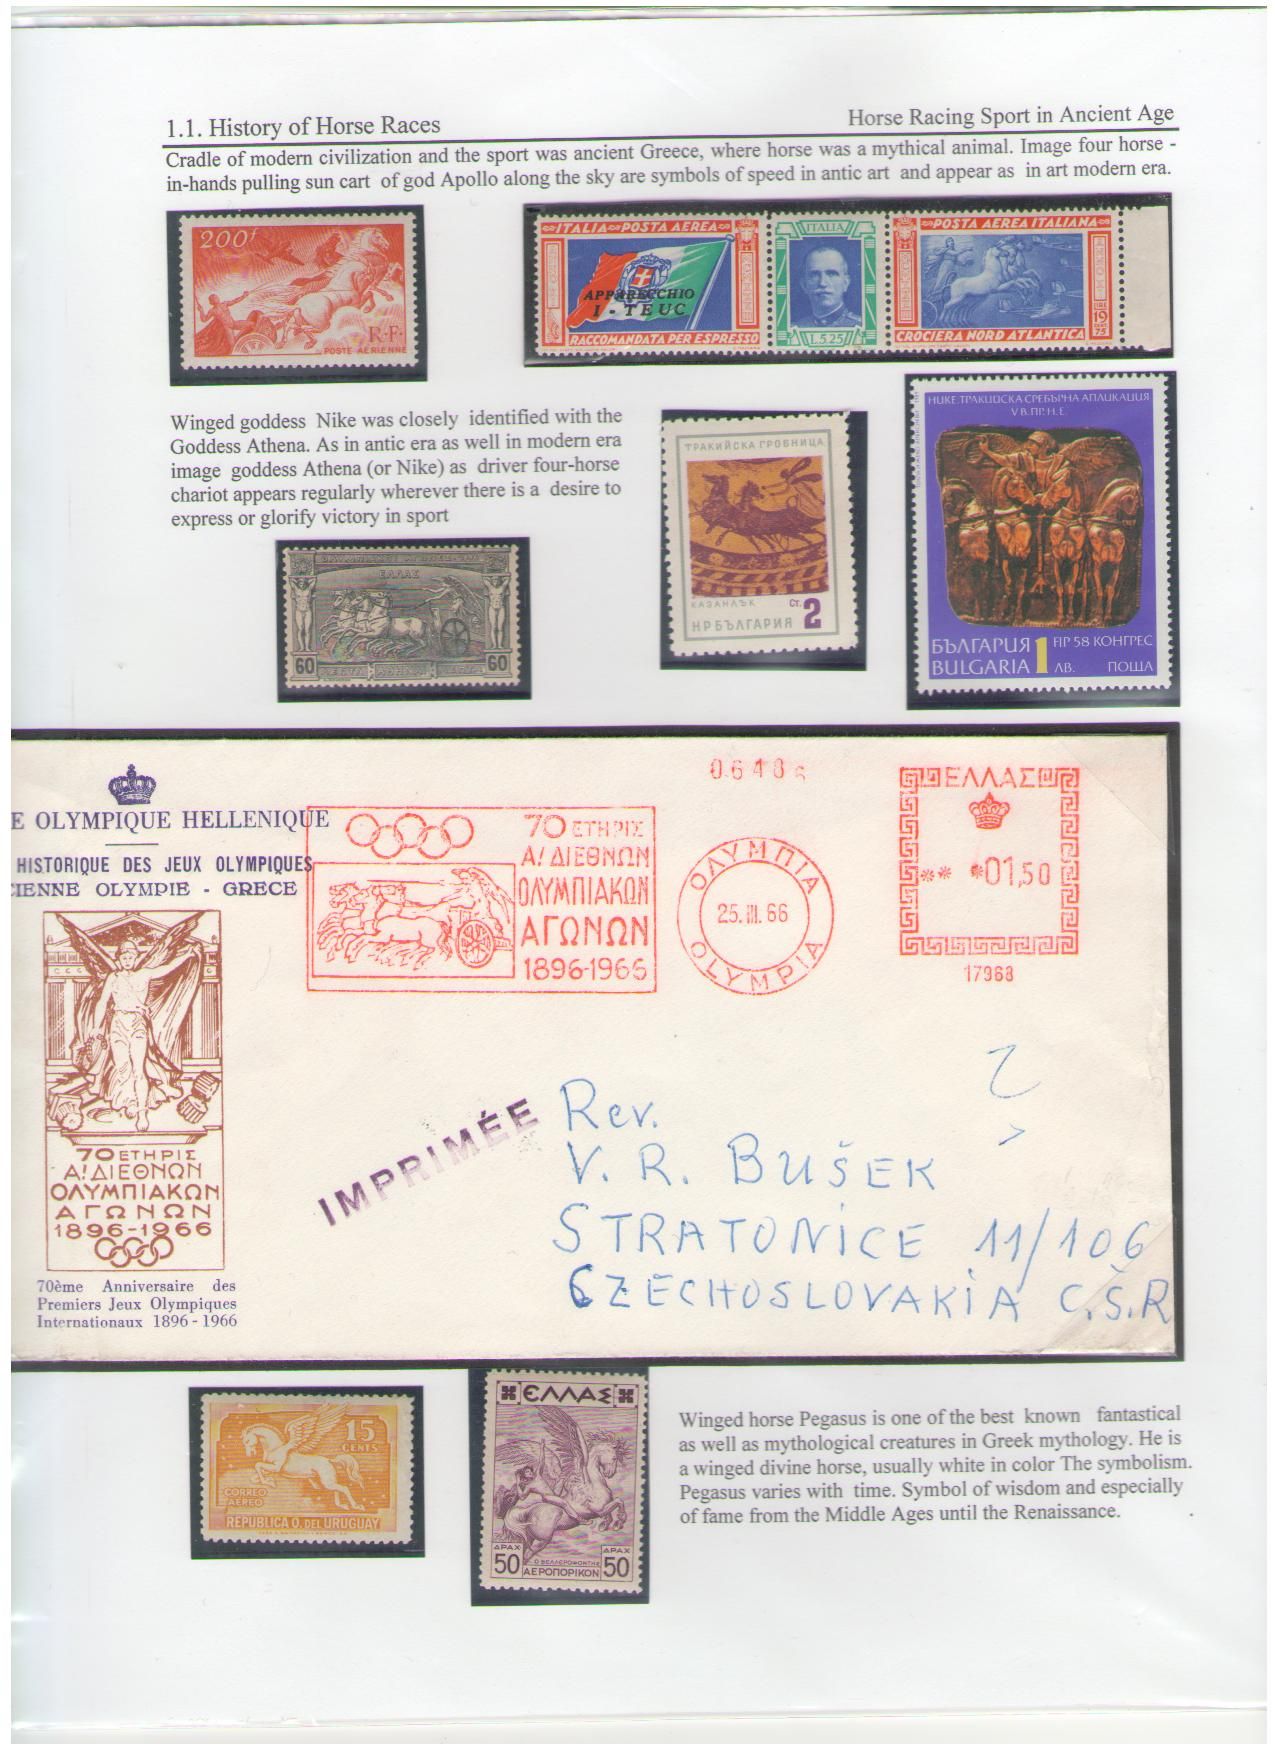 1.1. History of Horse Races
Horse Racing Sport in Ancient Age
Cradle of modern civilization and the sport was ancient Greece, where horse was a mythical animal. Image four horse -
in-hands pulling sun cart of god Apollo along the sky are symbols of speed in antic art and appear as in art modern era.
200f
R·F·
POSTE AERIENNE
ITALIA POSTA AEREA
APPARECCHIO
I - TEUC
RACCOMANDATA PER ESPRESSO
ITALIA
L.5.25
POSTA AEREA ITALIANA
LIRE
19
CENT.
75
CROCIERA NORD ATLANTICA
Winged goddess Nike was closely identified with the
Goddess Athena. As in antic era as well in modern era
image goddess Athena (or Nike) as driver four-horse
chariot appears regularly wherever there is a desire to
express or glorify victory in sport
ΕΛΛΑΣ
60
60
ТРАКИЙСКА ГРОБНИЦА
КАЗАНЛЪК
СТ. 2
НР БЪЛГАРИЯ
НИКЕ, ТРАКИЙСКА СРЕБЪРНА АПЛИКАЦИЯ
V В. ПР. Н. Е.
БЪЛГАРИЯ
BULGARIA
1
ЛВ.
FIP 58 КОНГРЕС
ПОЩА
E OLYMPIQUE HELLENIQUE
HISTORIQUE DES JEUX OLYMPIQUES
CIENNE OLYMPIE - GRECE
70 ΕΤΗΡΙΣ
Α! ΔΙΕΘΝΩΝ
ΟΛΥΜΠΙΑΚΩΝ
ΑΓΩΝΩΝ
1896-1966
ΟΛΥΜΠΙΑ
25. III. 66
OLYMPIA
ΕΛΛΑΣ
** *01,50
17968
70 ΕΤΗΡΙΣ
Α! ΔΙΕΘΝΩΝ
ΟΛΥΜΠΙΑΚΩΝ
ΑΓΩΝΩΝ
1896-1966
70ème Anniversaire des
Premiers Jeux Olympiques
Internationaux 1896 - 1966
IMPRIMÉE
Rev.
V. R. BUŠEK
STRATONICE 11/106
CZECHOSLOVAKIA Č.S.R
15
CENTS
CORREO
AEREO
REPUBLICA O. DEL URUGUAY
ΕΛΛΑΣ
ΔΡΑΧ
50
Ο ΒΕΛΛΕΡΟΦΟΝΤΗΣ
ΑΕΡΟΠΟΡΙΚΟΝ
ΔΡΑΧ
50
Winged horse Pegasus is one of the best known fantastical
as well as mythological creatures in Greek mythology. He is
a winged divine horse, usually white in color The symbolism.
Pegasus varies with time. Symbol of wisdom and especially
of fame from the Middle Ages until the Renaissance.